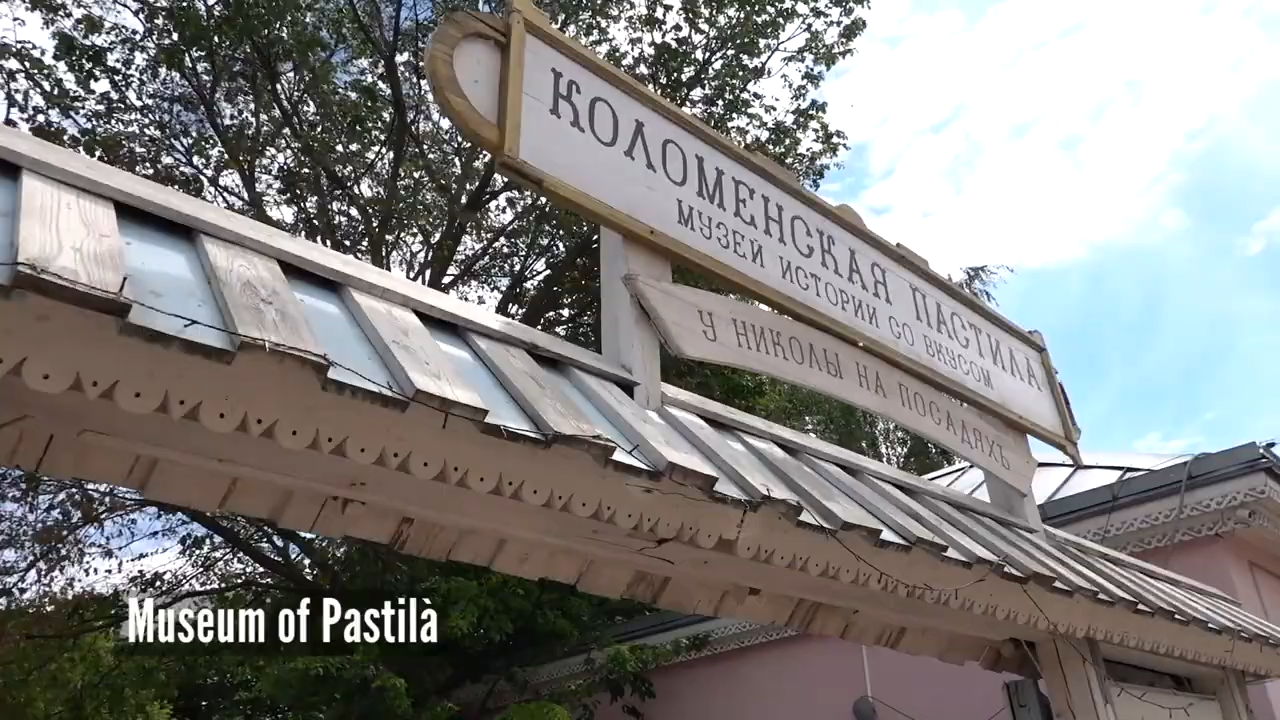 КОЛОМЕНСКАЯ ПАСТИЛА
МУЗЕЙ ИСТОРИИ СО ВКУСОМ
У НИКОЛЫ НА ПОСАДЯХЪ
Museum of Pastilà